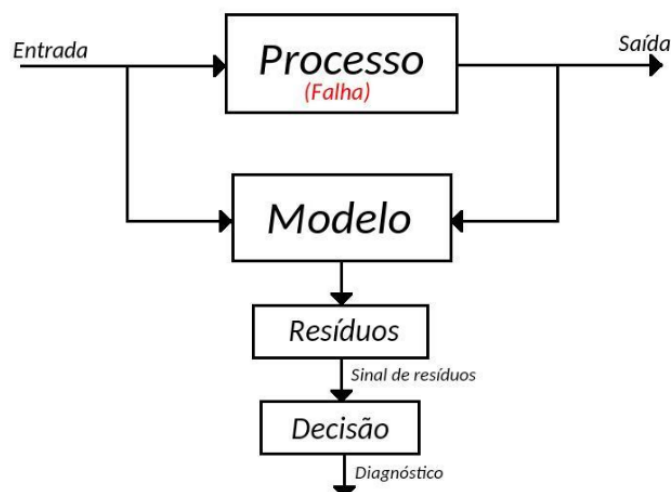 Entrada
Processo
(Falha)
Saída
Modelo
Resíduos
Sinal de resíduos
Decisão
Diagnóstico